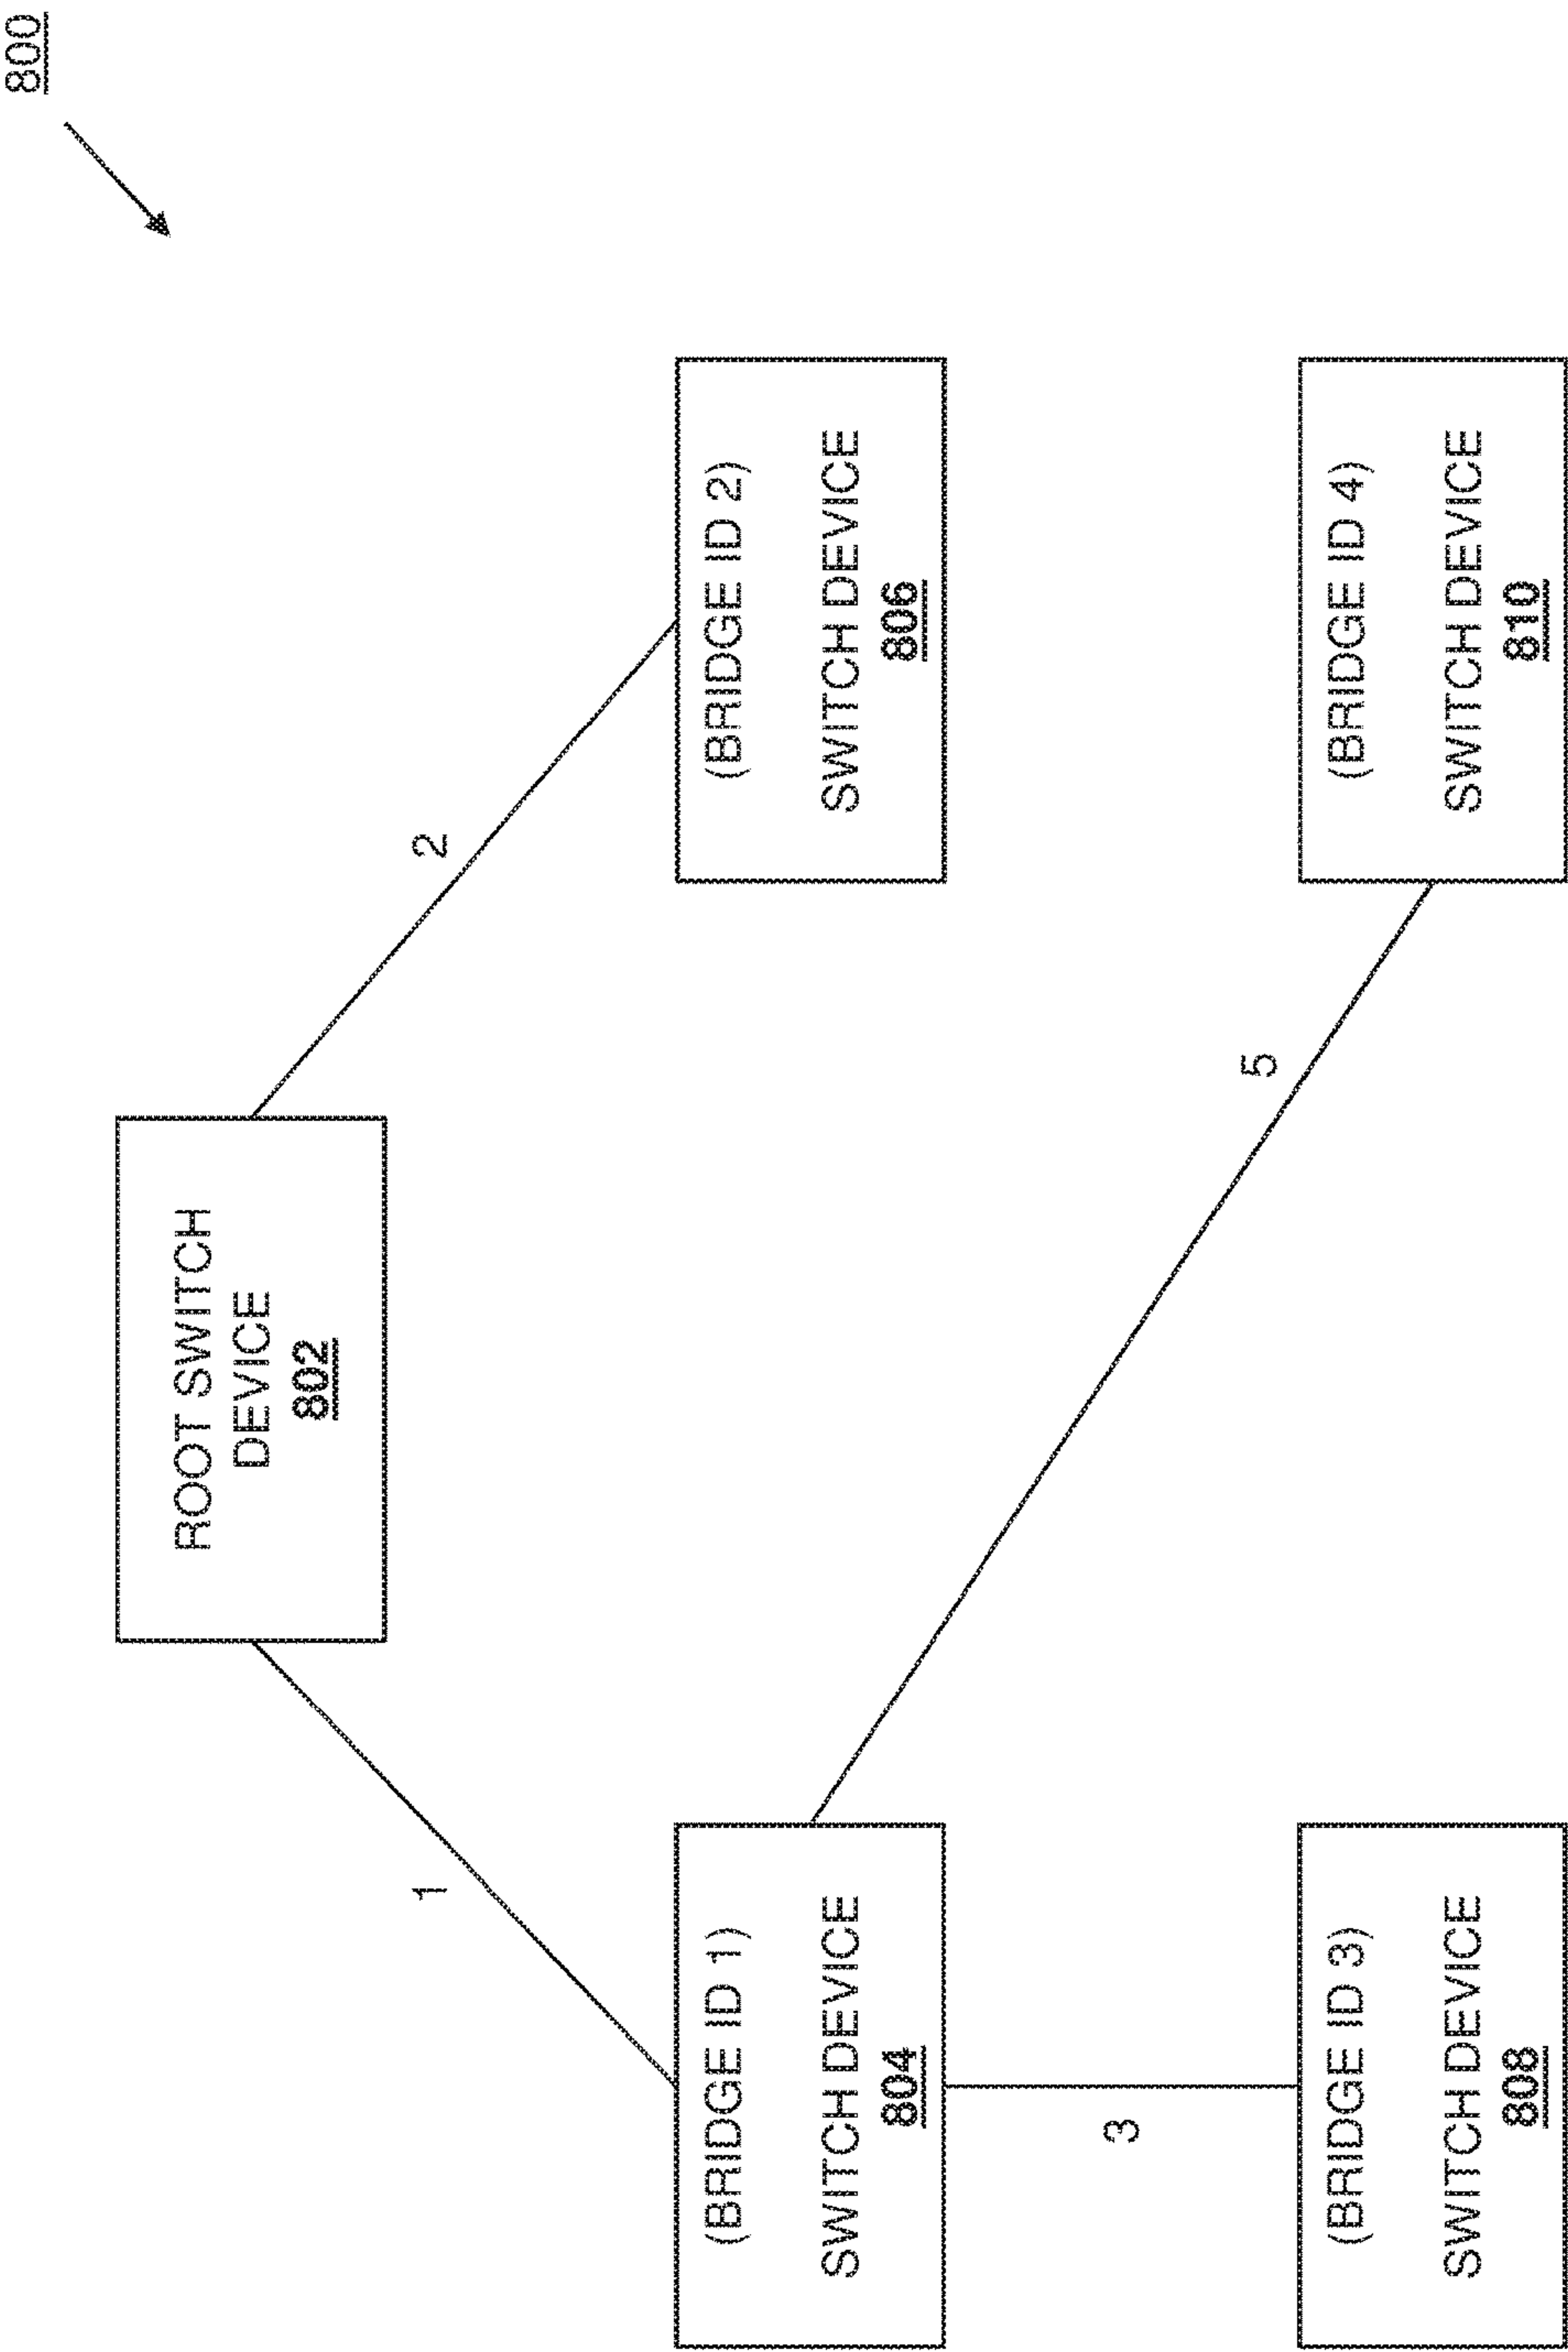 800
ROOT SWITCH
DEVICE
802
1
2
(BRIDGE ID 1)
SWITCH DEVICE
804
(BRIDGE ID 2)
SWITCH DEVICE
806
3
5
(BRIDGE ID 3)
SWITCH DEVICE
808
(BRIDGE ID 4)
SWITCH DEVICE
810